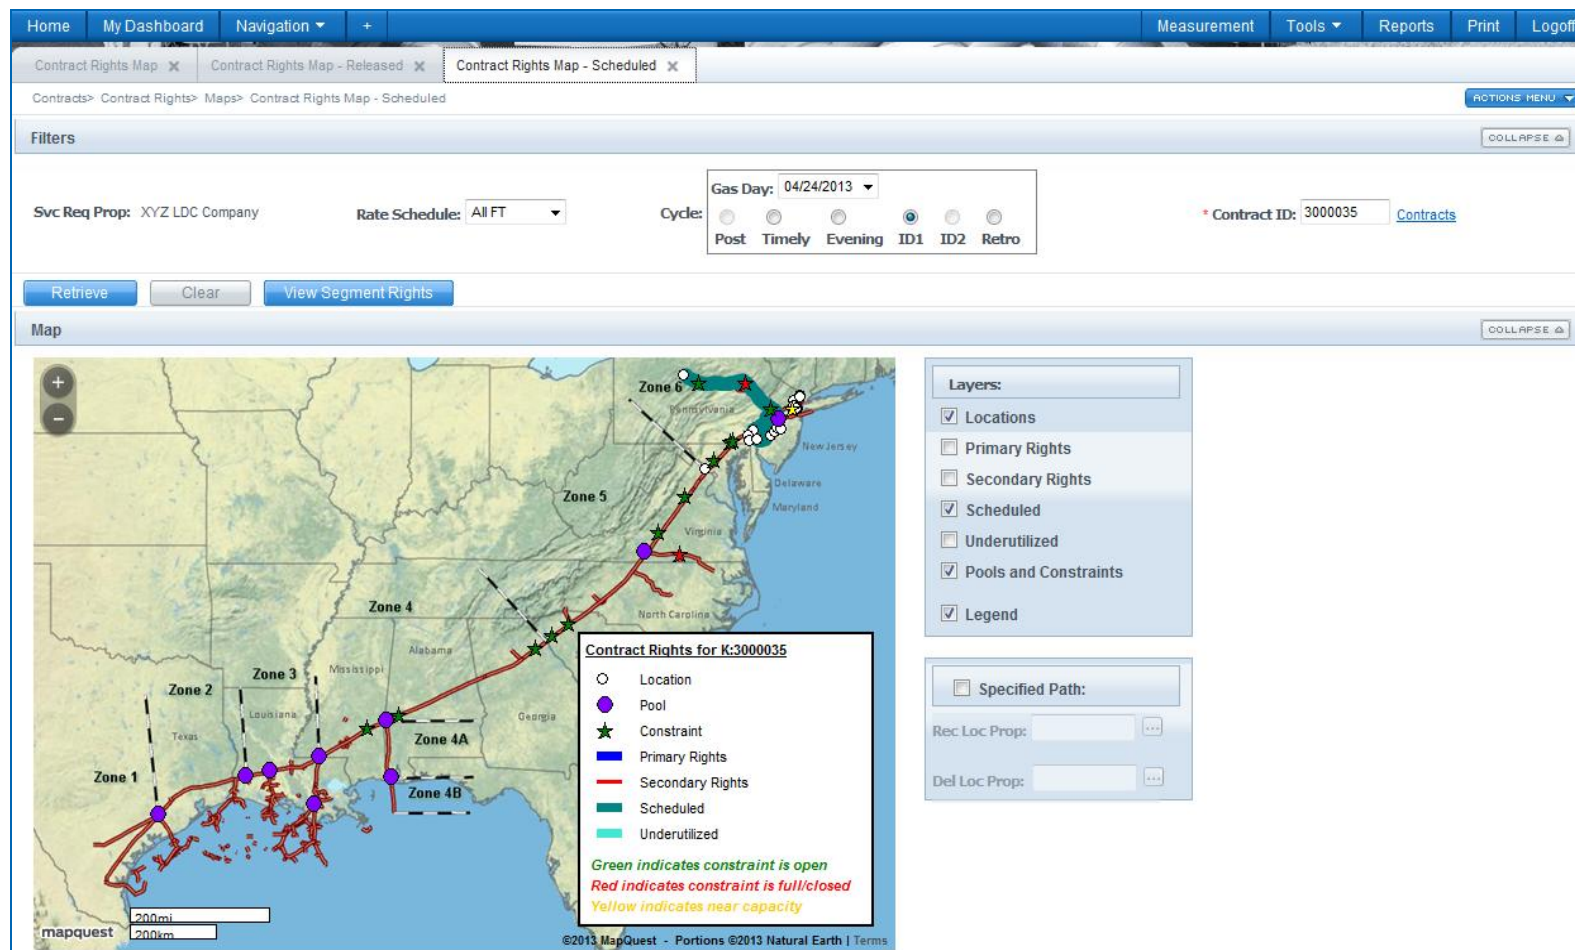 Home My Dashboard Navigation + Measurement Tools Reports Print Logoff
Contract Rights Map x Contract Rights Map - Released x Contract Rights Map - Scheduled x
Contracts> Contract Rights> Maps> Contract Rights Map - Scheduled ACTIONS MENU
Filters COLLAPSE
Gas Day: 04/24/2013
Svc Req Prop: XYZ LDC Company Rate Schedule: All FT Cycle: * Contract ID: 3000035 Contracts
Post Timely Evening ID1 ID2 Retro
Retrieve Clear View Segment Rights
Map COLLAPSE
+
−
Zone 6
Pennsylvania
New Jersey
Delaware
Maryland
Zone 5
Virginia
Zone 4
North Carolina
Alabama
Mississippi
Zone 3
Zone 2
Louisiana
Georgia
Texas
Zone 4A
Zone 1
Zone 4B
Contract Rights for K:3000035
Location
Pool
Constraint
Primary Rights
Secondary Rights
Scheduled
Underutilized
Green indicates constraint is open
Red indicates constraint is full/closed
Yellow indicates near capacity
200mi
mapquest 200km
©2013 MapQuest - Portions ©2013 Natural Earth | Terms
Layers:
Locations
Primary Rights
Secondary Rights
Scheduled
Underutilized
Pools and Constraints
Legend
Specified Path:
Rec Loc Prop: ...
Del Loc Prop: ...